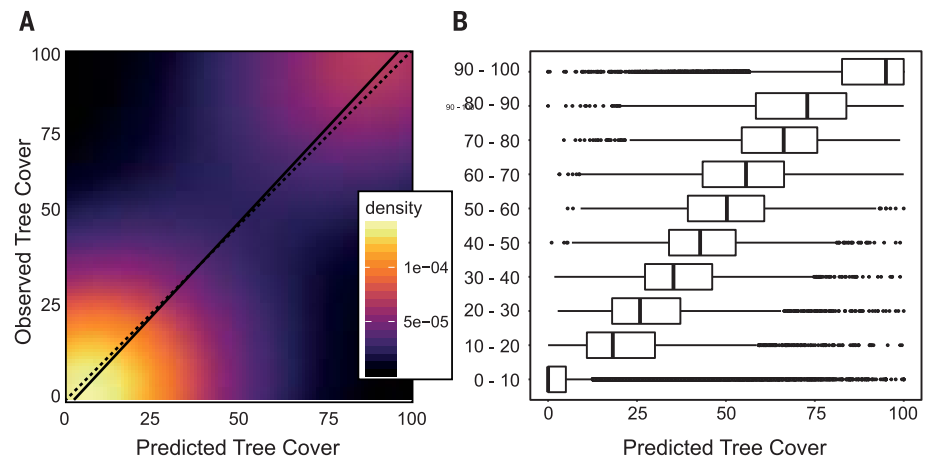 A
Observed Tree Cover
100
75
50
25
0
0 25 50 75 100
Predicted Tree Cover
density
1e−04
5e−05
B
90 - 100
80 - 90
70 - 80
60 - 70
50 - 60
40 - 50
30 - 40
20 - 30
10 - 20
0 - 10
0 25 50 75 100
Predicted Tree Cover